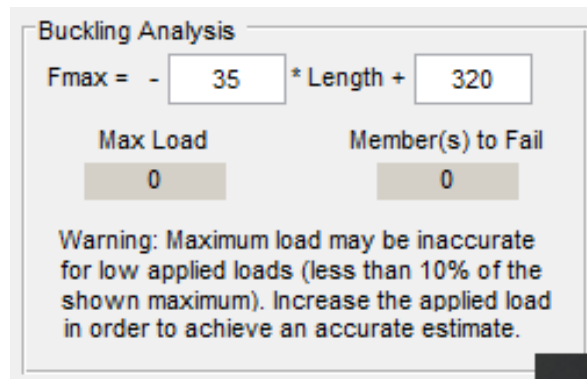 Buckling Analysis
Fmax = - 35 * Length + 320
Max Load Member(s) to Fail
0 0
Warning: Maximum load may be inaccurate
for low applied loads (less than 10% of the
shown maximum). Increase the applied load
in order to achieve an accurate estimate.